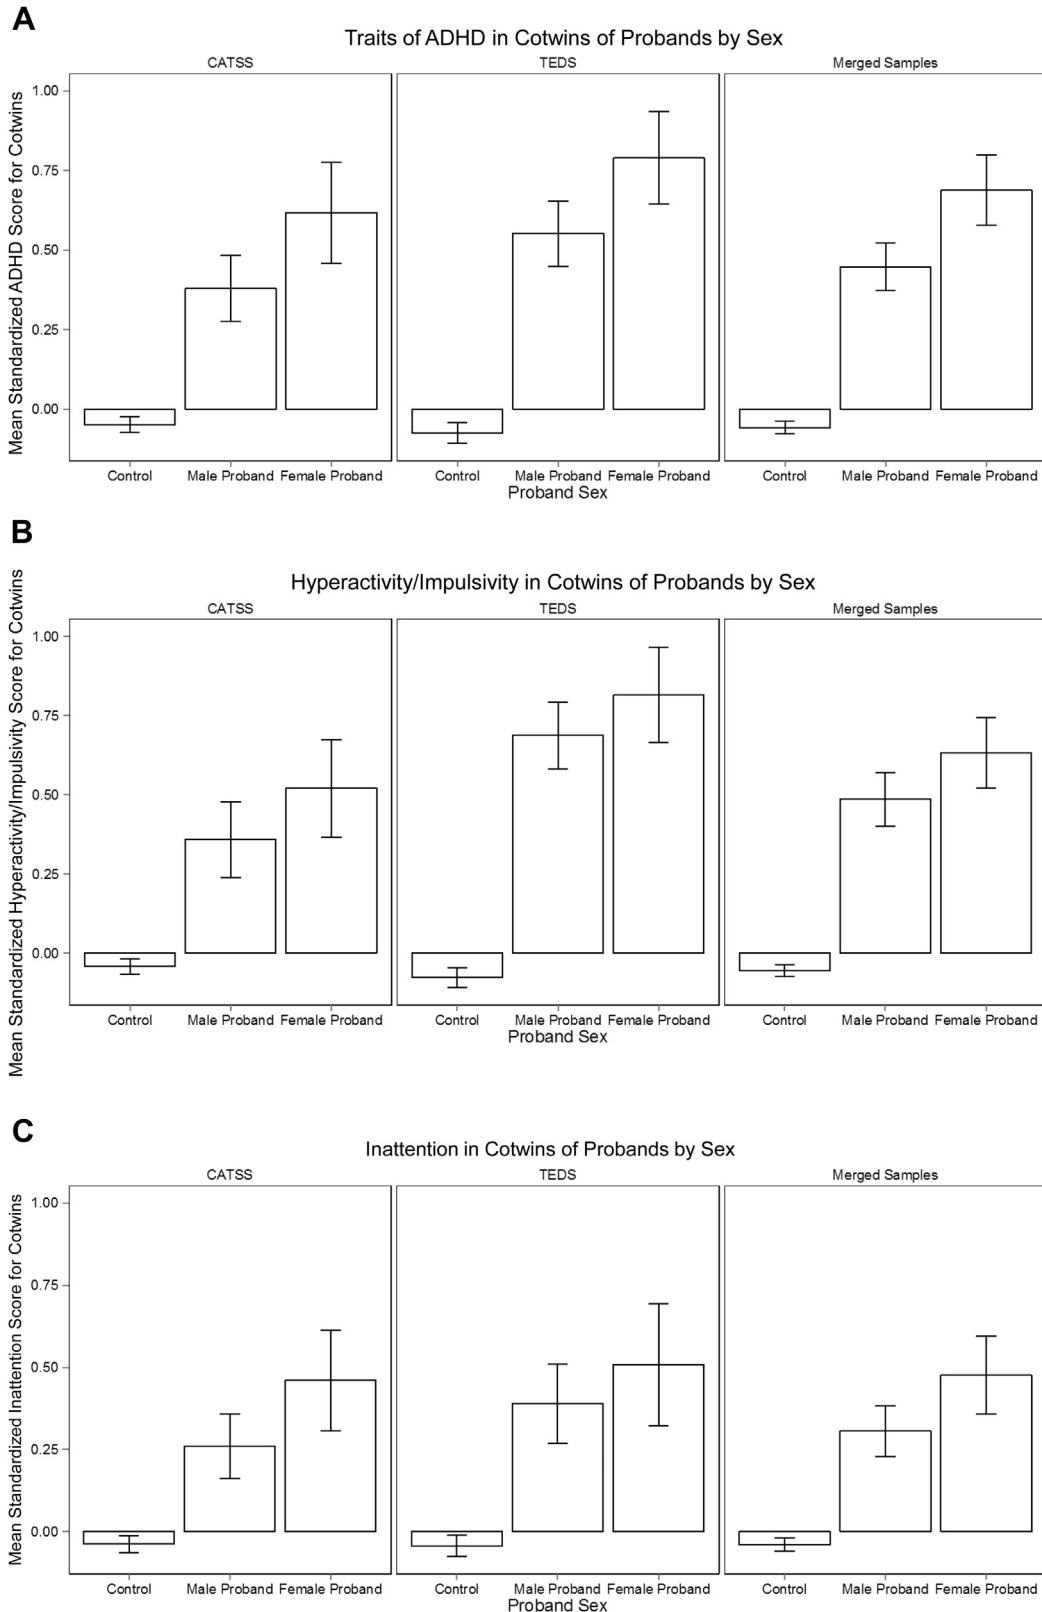 A
Traits of ADHD in Cotwins of Probands by Sex
CATSS TEDS Merged Samples
Mean Standardized ADHD Score for Cotwins
1.00
0.75
0.50
0.25
0.00
Control Male Proband Female Proband Control Male Proband Female Proband Control Male Proband Female Proband
Proband Sex
B
Hyperactivity/Impulsivity in Cotwins of Probands by Sex
CATSS TEDS Merged Samples
Mean Standardized Hyperactivity/Impulsivity Score for Cotwins
1.00
0.75
0.50
0.25
0.00
Control Male Proband Female Proband Control Male Proband Female Proband Control Male Proband Female Proband
Proband Sex
C
Inattention in Cotwins of Probands by Sex
CATSS TEDS Merged Samples
Mean Standardized Inattention Score for Cotwins
1.00
0.75
0.50
0.25
0.00
Control Male Proband Female Proband Control Male Proband Female Proband Control Male Proband Female Proband
Proband Sex